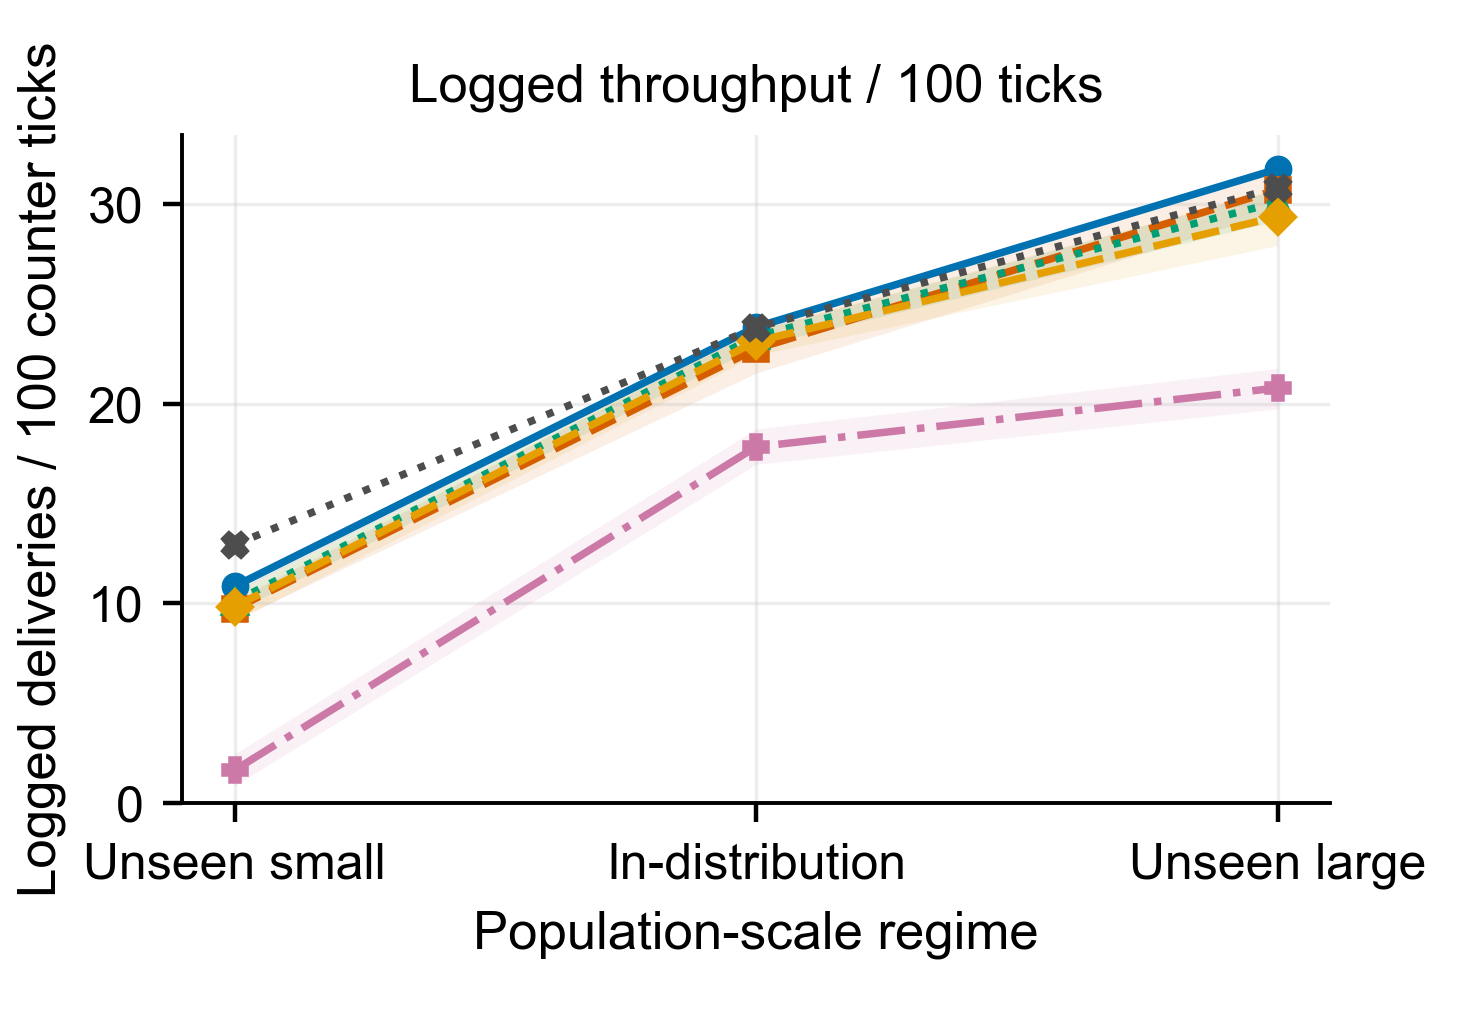 Logged throughput / 100 ticks
Logged deliveries / 100 counter ticks
30
20
10
0
Unseen small
In-distribution
Unseen large
Population-scale regime